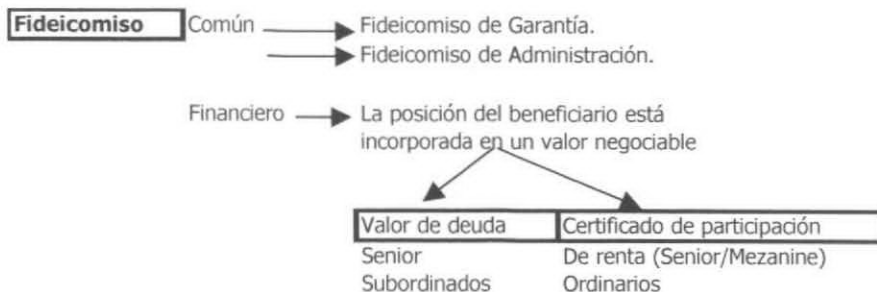 Fideicomiso Común Fideicomiso de Garantía.
Fideicomiso de Administración.
Financiero La posición del beneficiario está
incorporada en un valor negociable
Valor de deuda Certificado de participación
Senior De renta (Senior/Mezanine)
Subordinados Ordinarios